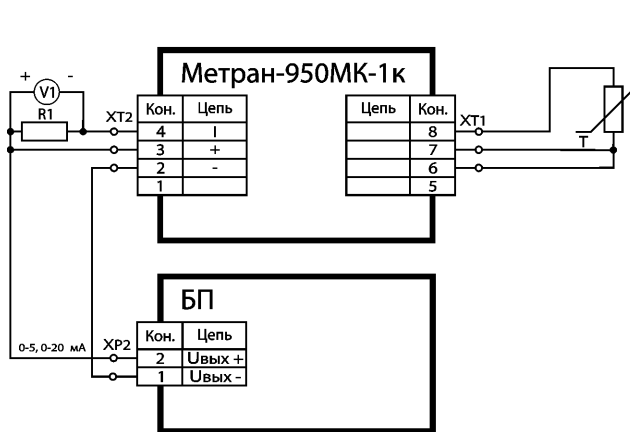 Метран-950МК-1к
+ -
V1
R1
XT2
Кон. Цепь
4 I
3 +
2 -
1
Цепь Кон.
8
7
6
5
XT1
T
БП
0-5, 0-20 мА
XP2
Кон. Цепь
2 Uвых +
1 Uвых -